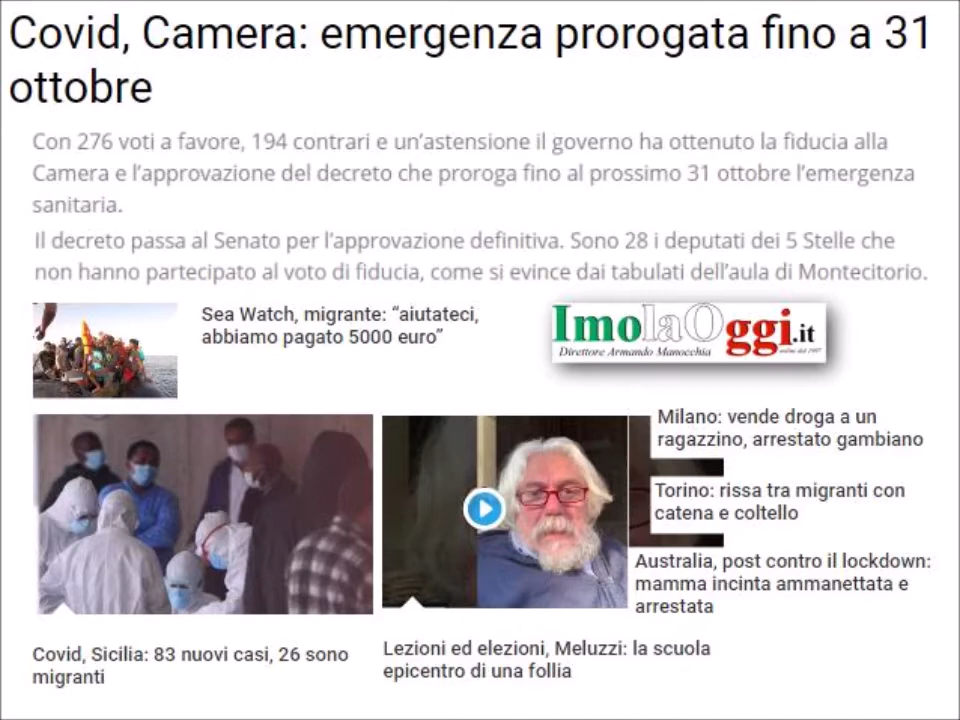 Covid, Camera: emergenza prorogata fino a 31
ottobre
Con 276 voti a favore, 194 contrari e un’astensione il governo ha ottenuto la fiducia alla
Camera e l’approvazione del decreto che proroga fino al prossimo 31 ottobre l’emergenza
sanitaria.
Il decreto passa al Senato per l’approvazione definitiva. Sono 28 i deputati dei 5 Stelle che
non hanno partecipato al voto di fiducia, come si evince dai tabulati dell’aula di Montecitorio.
Sea Watch, migrante: “aiutateci,
abbiamo pagato 5000 euro”
ImolaOggi.it
Direttore Armando Manocchia
online dal 1997
Milano: vende droga a un
ragazzino, arrestato gambiano
Torino: rissa tra migranti con
catena e coltello
Australia, post contro il lockdown:
mamma incinta ammanettata e
arrestata
Covid, Sicilia: 83 nuovi casi, 26 sono
migranti
Lezioni ed elezioni, Meluzzi: la scuola
epicentro di una follia